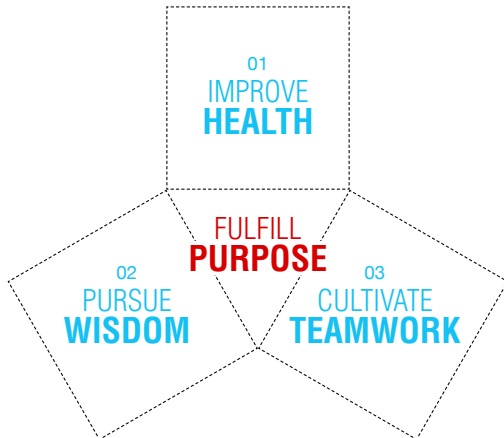 01
IMPROVE
HEALTH
FULFILL
PURPOSE
02
PURSUE
WISDOM
03
CULTIVATE
TEAMWORK